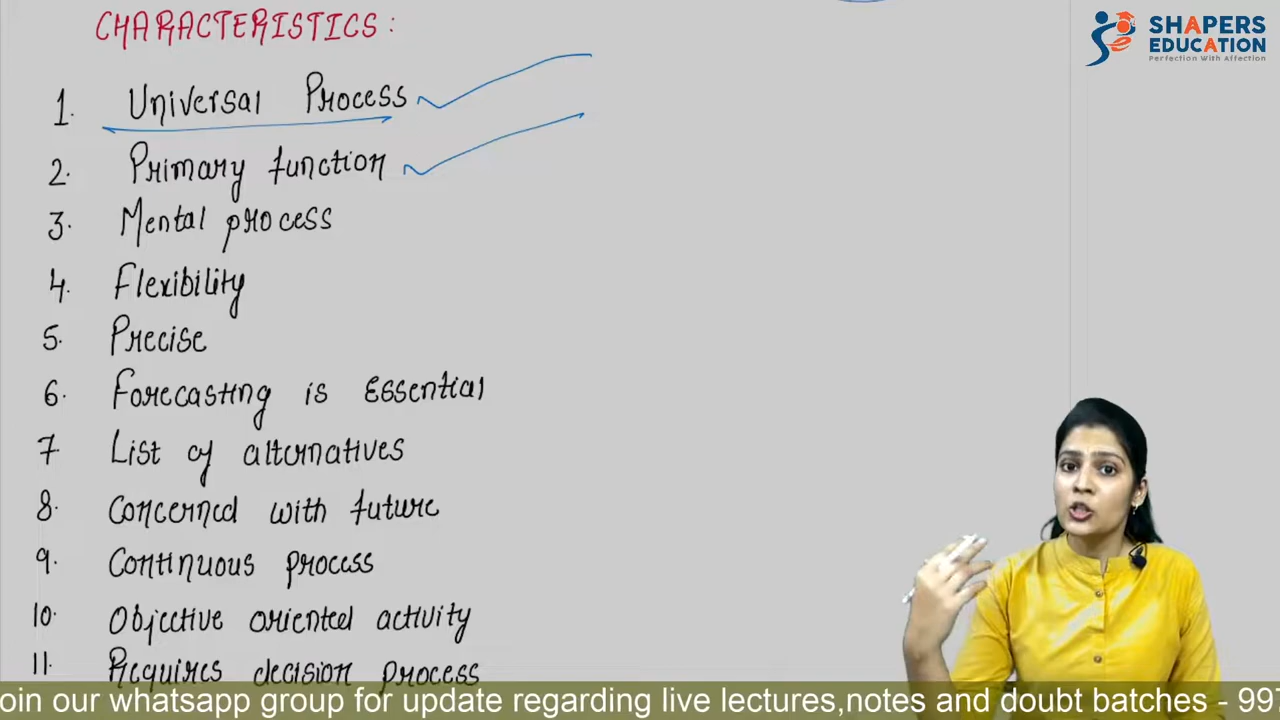 CHARACTERISTICS:
SHAPERS
EDUCATION
Perfection With Affection
1. Universal Process
2. Primary function
3. Mental process
4. Flexibility
5. Precise
6. Forecasting is Essential
7. List of alternatives
8. Concerned with future
9. Continuous process
10. Objective oriented activity
11. Requires decision process
oin our whatsapp group for update regarding live lectures,notes and doubt batches - 997